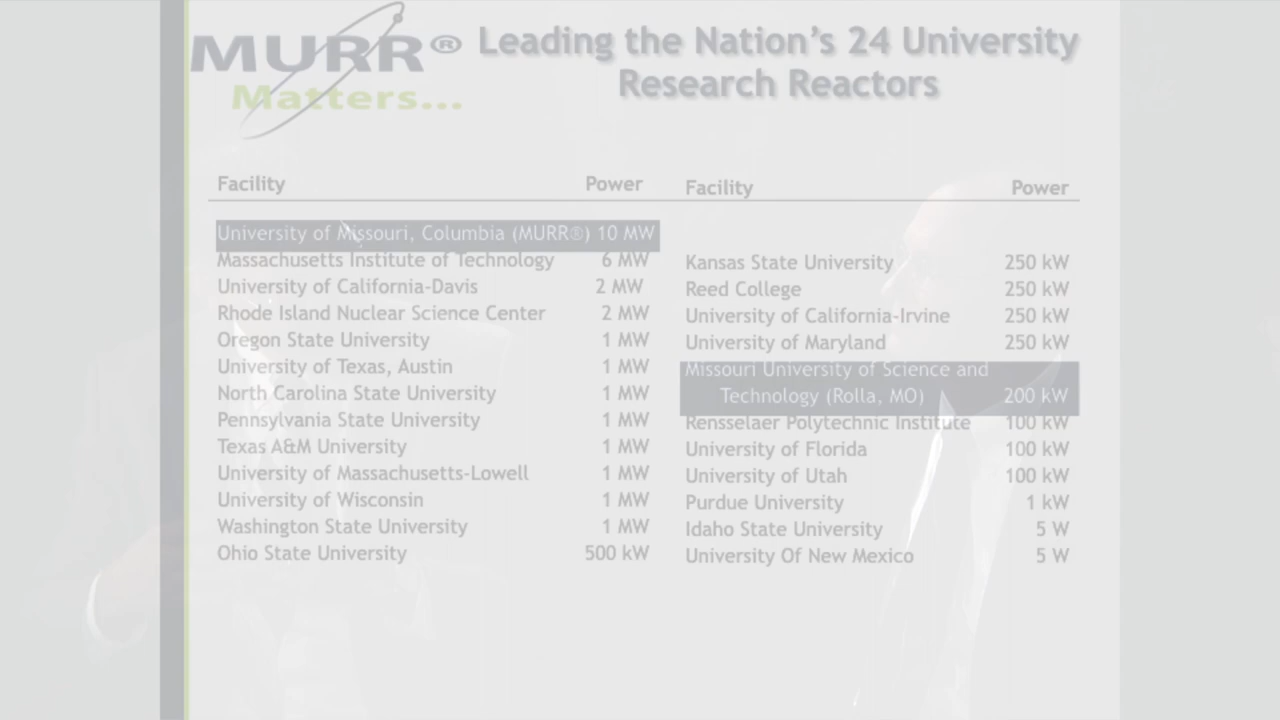 MURR®
Matters...
Leading the Nation's 24 University
Research Reactors
Facility Power
University of Missouri, Columbia (MURR®) 10 MW
Massachusetts Institute of Technology 6 MW
University of California-Davis 2 MW
Rhode Island Nuclear Science Center 2 MW
Oregon State University 1 MW
University of Texas, Austin 1 MW
North Carolina State University 1 MW
Pennsylvania State University 1 MW
Texas A&M University 1 MW
University of Massachusetts-Lowell 1 MW
University of Wisconsin 1 MW
Washington State University 1 MW
Ohio State University 500 kW
Facility Power
Kansas State University 250 kW
Reed College 250 kW
University of California-Irvine 250 kW
University of Maryland 250 kW
Missouri University of Science and
Technology (Rolla, MO) 200 kW
Rensselaer Polytechnic Institute 100 kW
University of Florida 100 kW
University of Utah 100 kW
Purdue University 1 kW
Idaho State University 5 W
University Of New Mexico 5 W